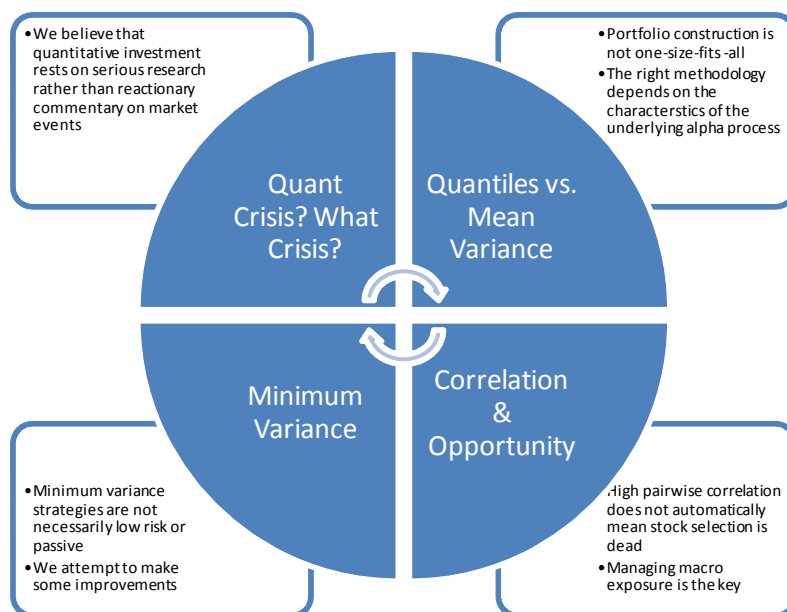 •We believe that
quantitative investment
rests on serious research
rather than reactionary
commentary on market
events
•Portfolio construction is
not one-size-fits -all
•The right methodology
depends on the
characterstics of the
underlying alpha process
Quant
Crisis? What
Crisis?
Quantiles vs.
Mean
Variance
Minimum
Variance
Correlation
&
Opportunity
•Minimum variance
strategies are not
necessarily low risk or
passive
•We attempt to make
some improvements
•High pairwise correlation
does not automatically
mean stock selection is
dead
•Managing macro
exposure is the key